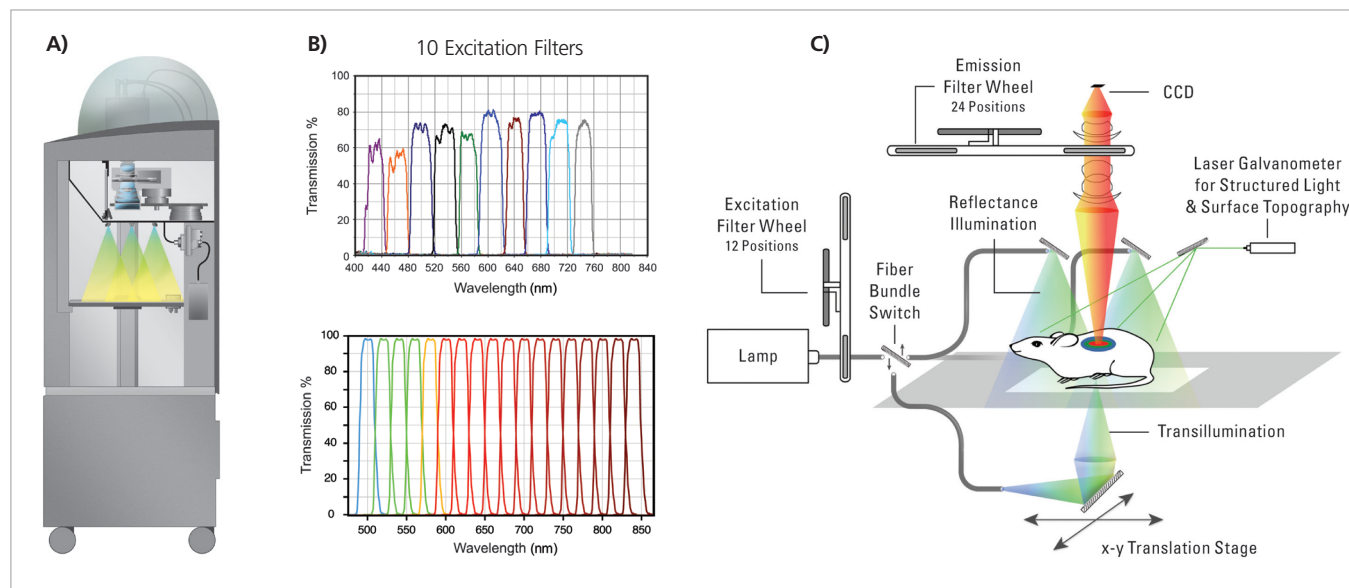 A)
B)
10 Excitation Filters
Transmission %
100
80
60
40
20
0
400 440 480 520 560 600 640 680 720 760 800 840
Wavelength (nm)
Transmission %
100
80
60
40
20
0
500 550 600 650 700 750 800 850
Wavelength (nm)
C)
Emission
Filter Wheel
24 Positions
CCD
Laser Galvanometer
for Structured Light
& Surface Topography
Reflectance
Illumination
Excitation
Filter Wheel
12 Positions
Fiber
Bundle
Switch
Lamp
Transillumination
x-y Translation Stage